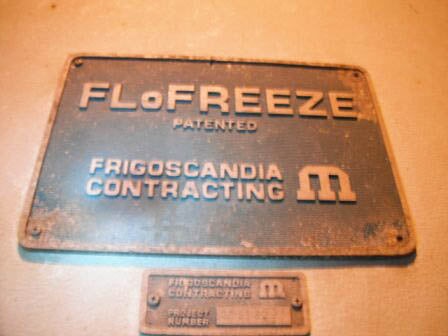 FLoFREEZE
PATENTED
FRIGOSCANDIA
CONTRACTING m
FRIGOSCANDIA
CONTRACTING m
PROJECT
NUMBER